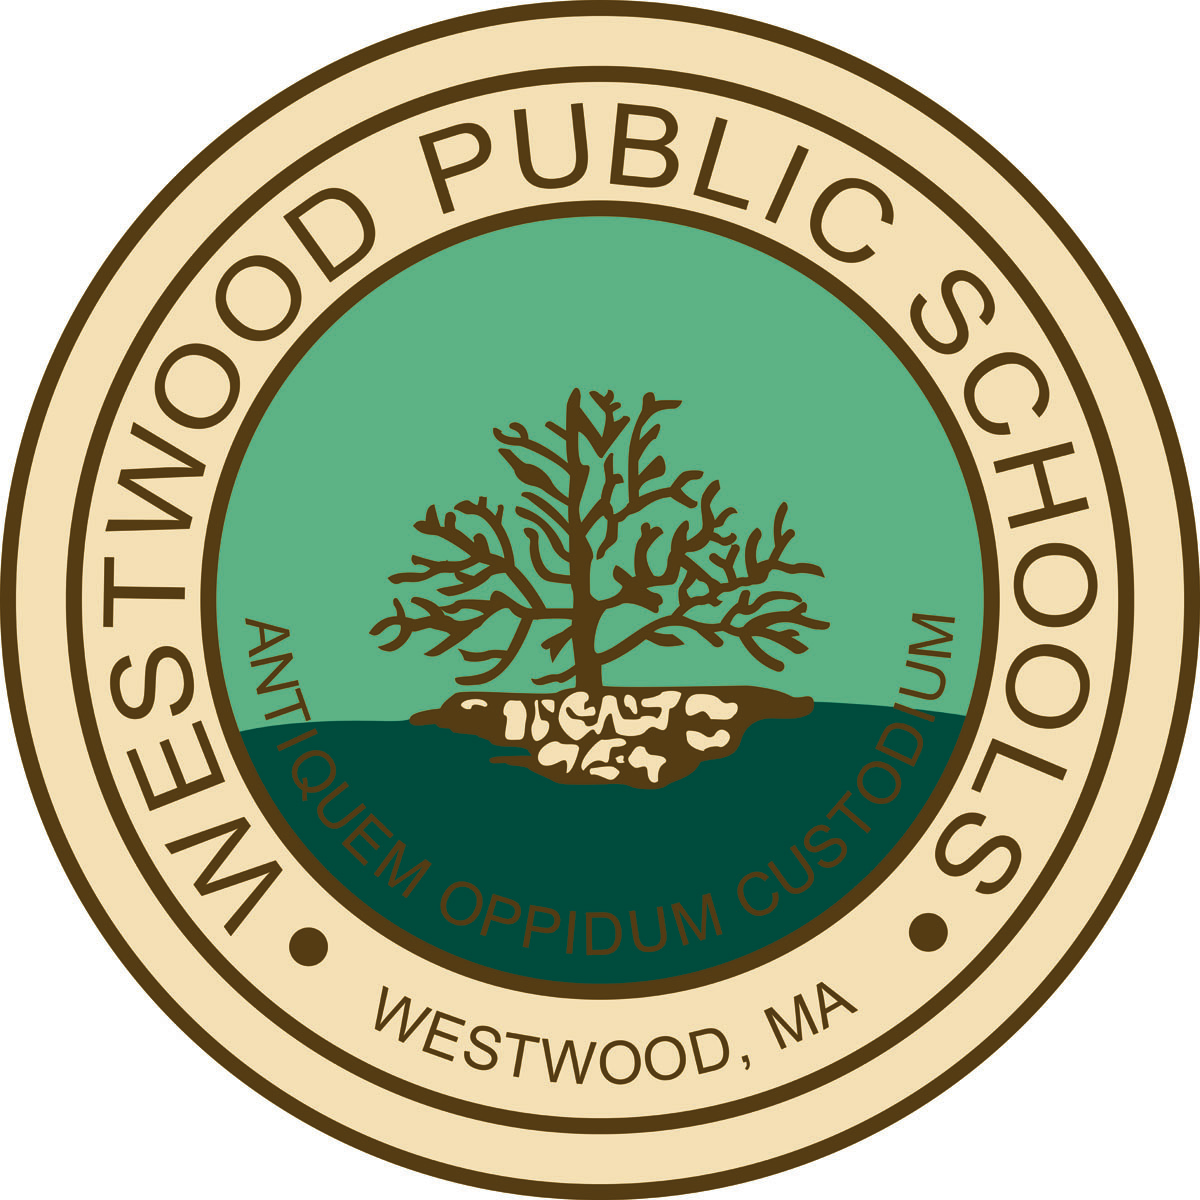 WESTWOOD PUBLIC SCHOOLS
ANTIQUEM OPPIDUM CUSTODIUM
WESTWOOD, MA